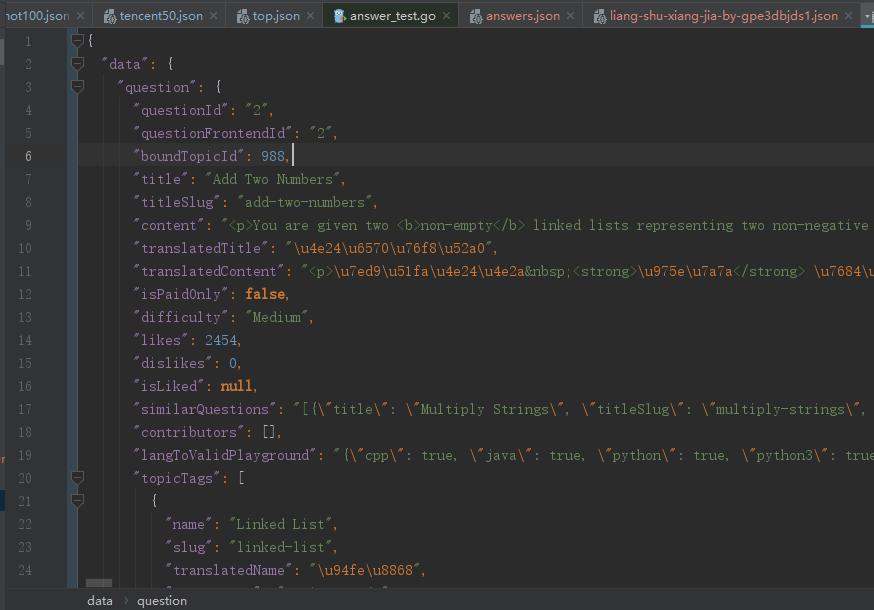 hot100.json tencent50.json top.json answer_test.go answers.json liang-shu-xiang-jia-by-gpe3dbjds1.json
1 {
2 "data": {
3 "question": {
4 "questionId": "2",
5 "questionFrontendId": "2",
6 "boundTopicId": 988,
7 "title": "Add Two Numbers",
8 "titleSlug": "add-two-numbers",
9 "content": "<p>You are given two <b>non-empty</b> linked lists representing two non-negative
10 "translatedTitle": "\u4e24\u6570\u76f8\u52a0",
11 "translatedContent": "<p>\u7ed9\u51fa\u4e24\u4e2a&nbsp;<strong>\u975e\u7a7a</strong> \u7684\u
12 "isPaidOnly": false,
13 "difficulty": "Medium",
14 "likes": 2454,
15 "dislikes": 0,
16 "isLiked": null,
17 "similarQuestions": "[{\"title\": \"Multiply Strings\", \"titleSlug\": \"multiply-strings\",
18 "contributors": [],
19 "langToValidPlayground": "{\"cpp\": true, \"java\": true, \"python\": true, \"python3\": true
20 "topicTags": [
21 {
22 "name": "Linked List",
23 "slug": "linked-list",
24 "translatedName": "\u94fe\u8868",
data › question